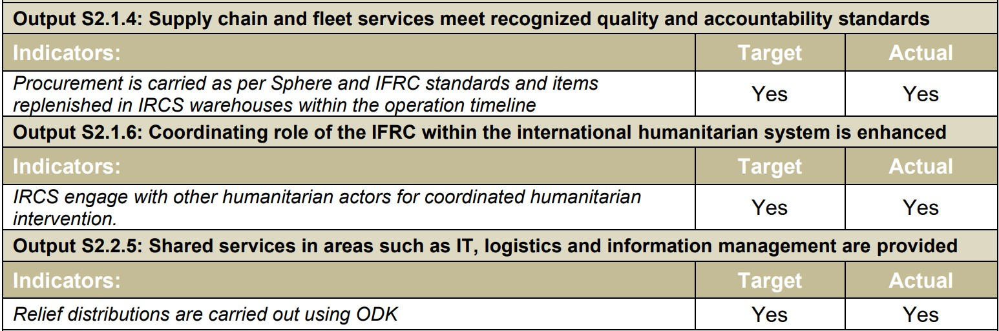 Output S2.1.4: Supply chain and fleet services meet recognized quality and accountability standards
Indicators: Target Actual
Procurement is carried as per Sphere and IFRC standards and items
replenished in IRCS warehouses within the operation timeline Yes Yes
Output S2.1.6: Coordinating role of the IFRC within the international humanitarian system is enhanced
Indicators: Target Actual
IRCS engage with other humanitarian actors for coordinated humanitarian
intervention. Yes Yes
Output S2.2.5: Shared services in areas such as IT, logistics and information management are provided
Indicators: Target Actual
Relief distributions are carried out using ODK Yes Yes